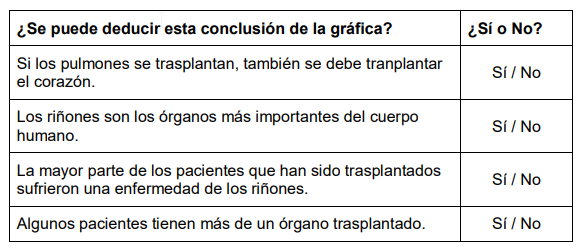 ¿Se puede deducir esta conclusión de la gráfica? ¿Sí o No?
Si los pulmones se trasplantan, también se debe tranplantar
el corazón. Sí / No
Los riñones son los órganos más importantes del cuerpo
humano. Sí / No
La mayor parte de los pacientes que han sido trasplantados
sufrieron una enfermedad de los riñones. Sí / No
Algunos pacientes tienen más de un órgano trasplantado. Sí / No